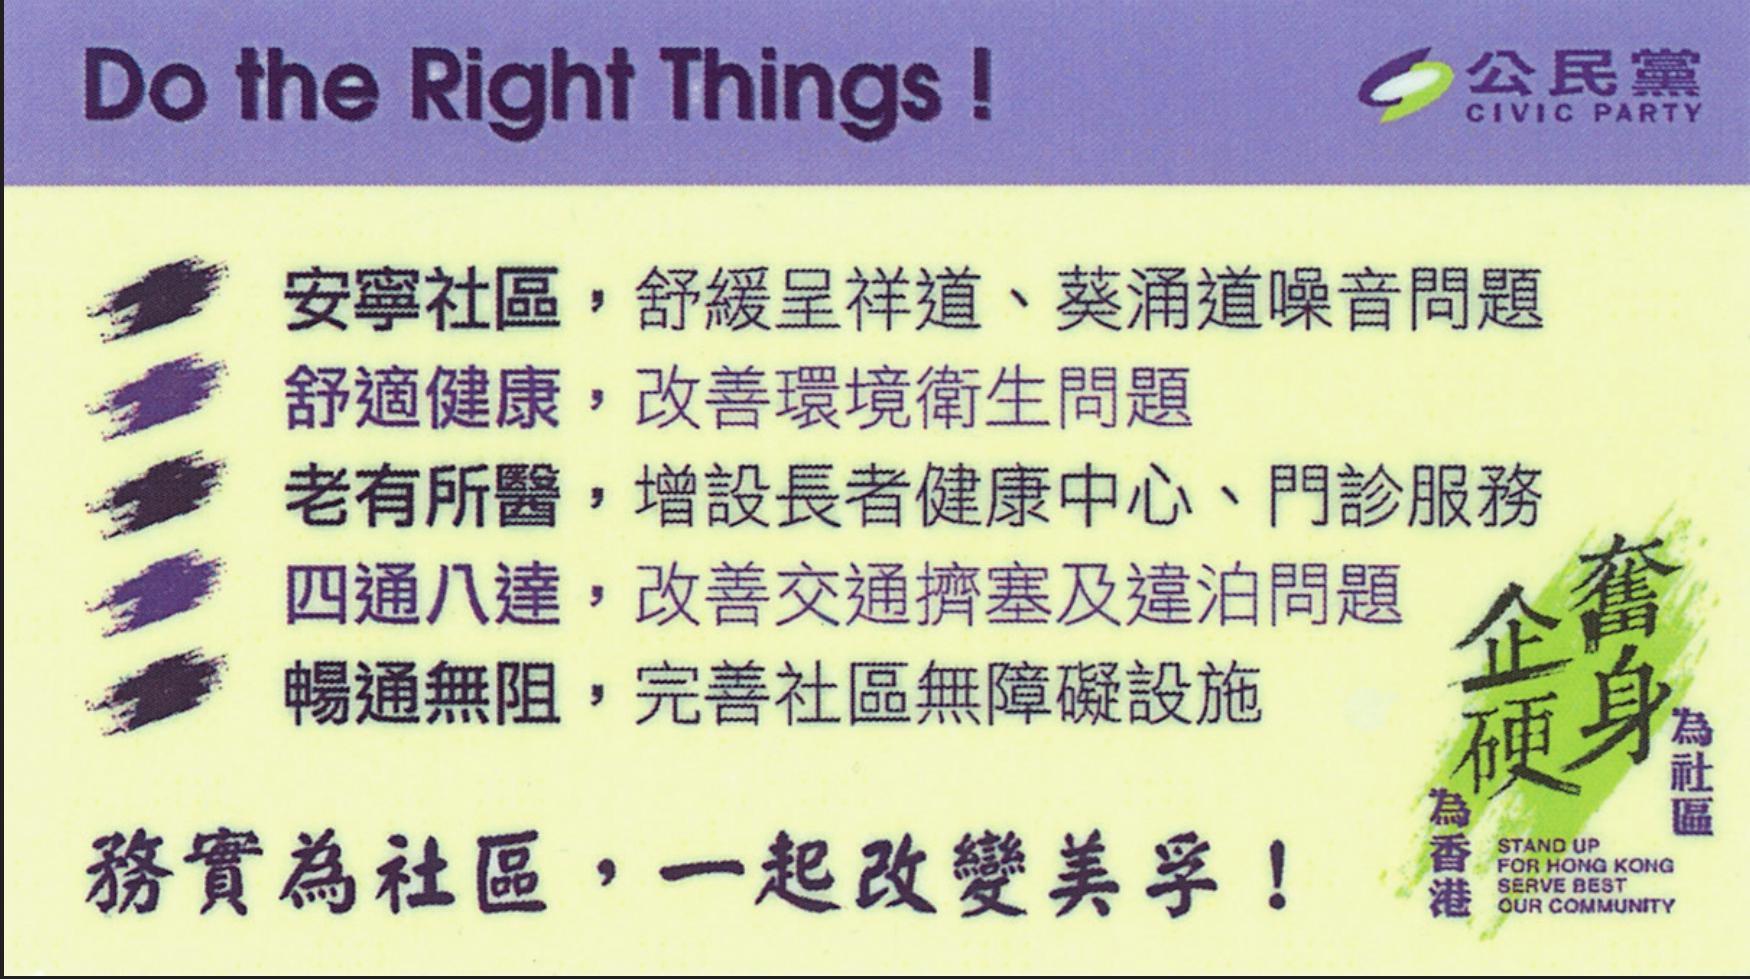 Do the Right Things !
公民黨
CIVIC PARTY
安寧社區，舒緩呈祥道、葵涌道噪音問題
舒適健康，改善環境衛生問題
老有所醫，增設長者健康中心、門診服務
四通八達，改善交通擠塞及違泊問題
暢通無阻，完善社區無障礙設施
務實為社區，一起改變美孚！
奮身
企硬
為社區
為香港
STAND UP
FOR HONG KONG
SERVE BEST
OUR COMMUNITY